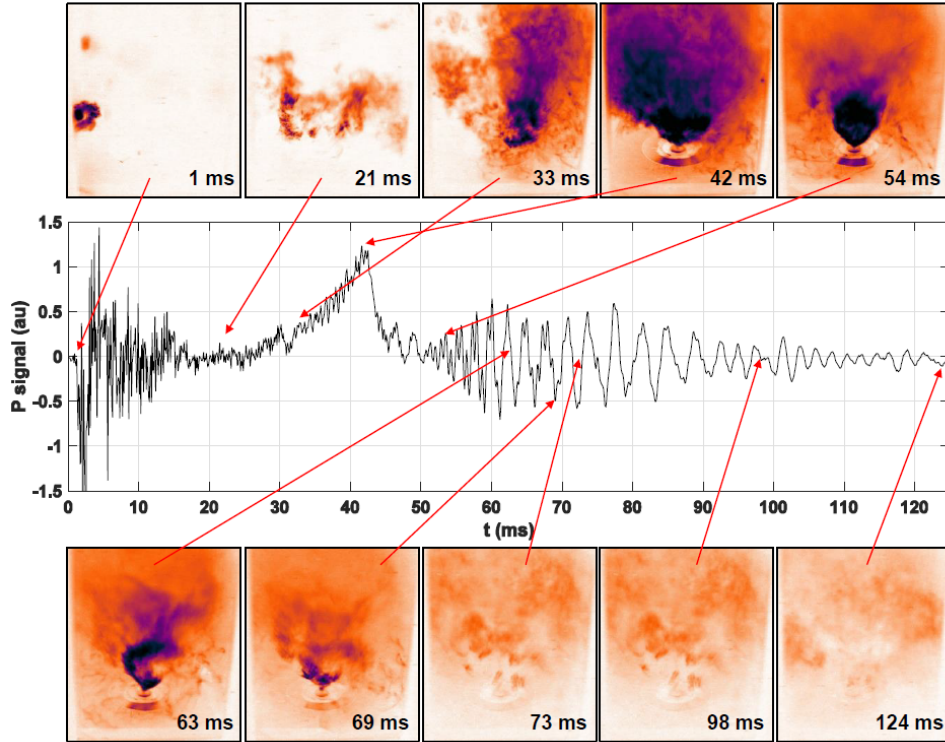 1 ms
21 ms
33 ms
42 ms
54 ms
1.5
1
0.5
0
-0.5
-1
-1.5
P signal (au)
0 10 20 30 40 50 60 70 80 90 100 110 120
t (ms)
63 ms
69 ms
73 ms
98 ms
124 ms